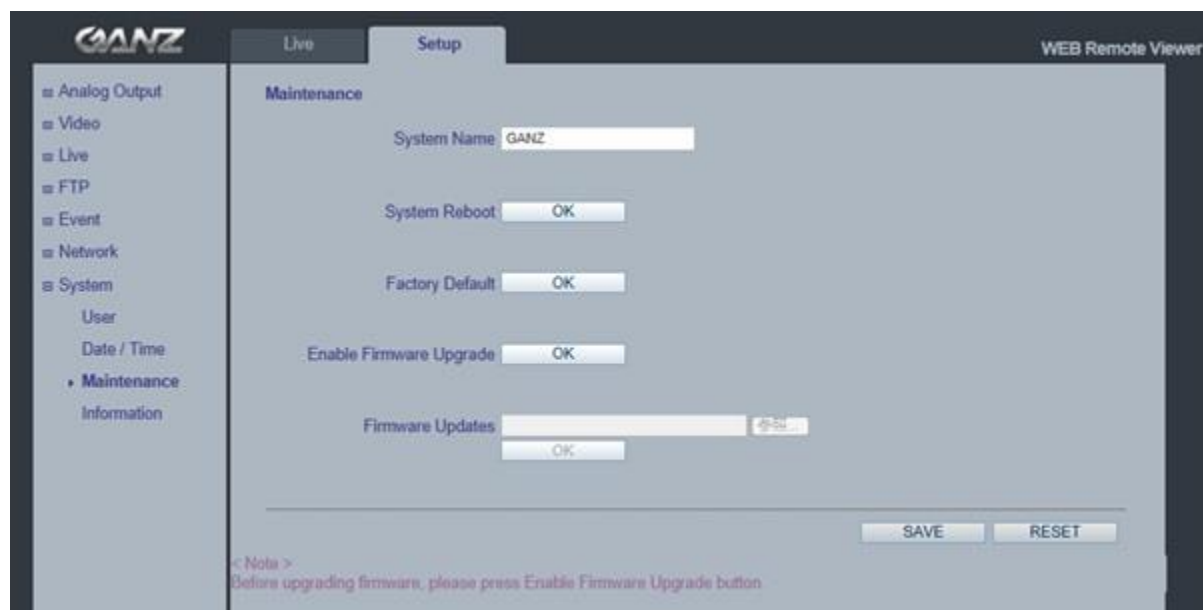 GANZ
Live
Setup
WEB Remote Viewer
Analog Output
Video
Live
FTP
Event
Network
System
User
Date / Time
Maintenance
Information
Maintenance
System Name GANZ
System Reboot OK
Factory Default OK
Enable Firmware Upgrade OK
Firmware Updates 参照...
OK
SAVE RESET
< Note >
Before upgrading firmware, please press Enable Firmware Upgrade button